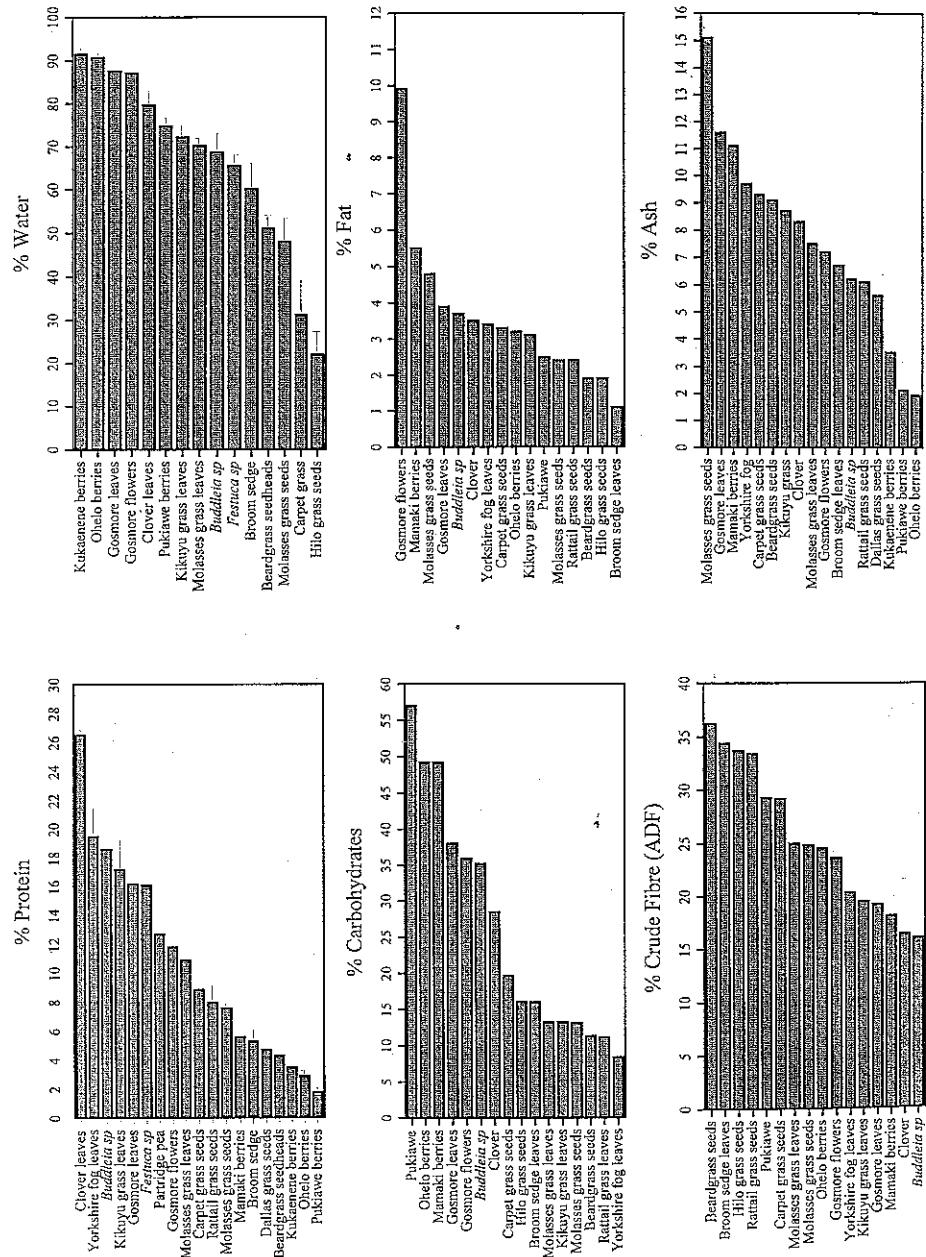 % Protein
0 2 4 6 8 10 12 14 16 18 20 22 24 26 28 30
Clover leaves
Yorkshire fog leaves
Buddleia sp
Kikuyu grass leaves
Gosmore leaves
Festuca sp
Partridge pea
Gosmore flowers
Molasses grass leaves
Carpet grass seeds
Rattail grass seeds
Molasses grass seeds
Mamaki berries
Broom sedge
Dallas grass seeds
Beardgrass seedheads
Kukaenene berries
Ohelo berries
Pukiawe berries
% Water
0 10 20 30 40 50 60 70 80 90 100
Kukaenene berries
Ohelo berries
Gosmore leaves
Gosmore flowers
Clover leaves
Pukiawe berries
Kikuyu grass leaves
Molasses grass leaves
Buddleia sp
Festuca sp
Broom sedge
Beardgrass seedheads
Molasses grass seeds
Carpet grass
Hilo grass seeds
% Carbohydrates
0 5 10 15 20 25 30 35 40 45 50 55 60
Pukiawe
Ohelo berries
Mamaki berries
Gosmore leaves
Gosmore flowers
Buddleia sp
Clover
Carpet grass seeds
Hilo grass seeds
Broom sedge leaves
Molasses grass leaves
Kikuyu grass leaves
Molasses grass seeds
Beardgrass seeds
Rattail grass leaves
Yorkshire fog leaves
% Fat
0 1 2 3 4 5 6 7 8 9 10 11 12
Gosmore flowers
Mamaki berries
Molasses grass seeds
Gosmore leaves
Buddleia sp
Clover
Yorkshire fog leaves
Carpet grass seeds
Ohelo berries
Kikuyu grass leaves
Pukiawe
Molasses grass seeds
Rattail grass seeds
Beardgrass seeds
Hilo grass seeds
Broom sedge leaves
% Crude Fibre (ADF)
0 5 10 15 20 25 30 35 40
Beardgrass seeds
Broom sedge leaves
Hilo grass seeds
Rattail grass seeds
Pukiawe
Carpet grass seeds
Molasses grass leaves
Molasses grass seeds
Ohelo berries
Gosmore flowers
Yorkshire fog leaves
Kikuyu grass leaves
Gosmore leaves
Mamaki berries
Clover
Buddleia sp
% Ash
0 1 2 3 4 5 6 7 8 9 10 11 12 13 14 15 16
Molasses grass seeds
Gosmore leaves
Mamaki berries
Yorkshire fog
Carpet grass seeds
Beardgrass seeds
Kikuyu grass
Clover
Molasses grass leaves
Gosmore flowers
Broom sedge leaves
Buddleia sp
Rattail grass seeds
Dallas grass seeds
Kukaenene berries
Pukiawe berries
Ohelo berries